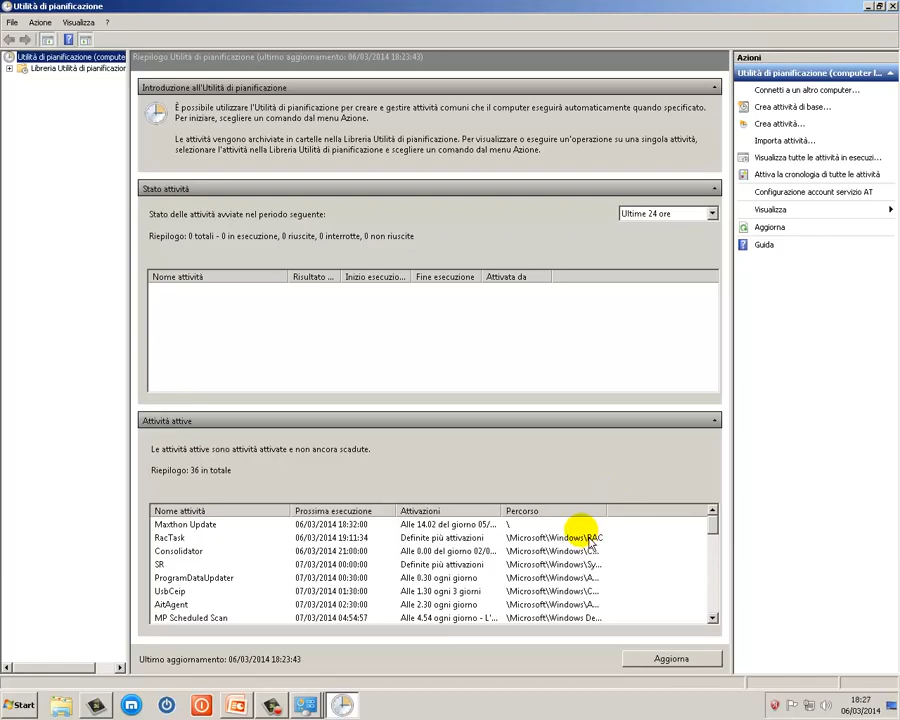 Utilità di pianificazione
File Azione Visualizza ?
Utilità di pianificazione (compute
Libreria Utilità di pianificazior
Riepilogo Utilità di pianificazione (ultimo aggiornamento: 06/03/2014 18:23:43)
Introduzione all'Utilità di pianificazione
È possibile utilizzare l'Utilità di pianificazione per creare e gestire attività comuni che il computer eseguirà automaticamente quando specificato.
Per iniziare, scegliere un comando dal menu Azione.
Le attività vengono archiviate in cartelle nella Libreria Utilità di pianificazione. Per visualizzare o eseguire un'operazione su una singola attività,
selezionare l'attività nella Libreria Utilità di pianificazione e scegliere un comando dal menu Azione.
Stato attività
Stato delle attività avviate nel periodo seguente:
Ultime 24 ore
Riepilogo: 0 totali - 0 in esecuzione, 0 riuscite, 0 interrotte, 0 non riuscite
Nome attività Risultato ... Inizio esecuzio... Fine esecuzione Attivata da
Attività attive
Le attività attive sono attività attivate e non ancora scadute.
Riepilogo: 36 in totale
Nome attività Prossima esecuzione Attivazioni Percorso
Maxthon Update 06/03/2014 18:32:00 Alle 14.02 del giorno 05/... \
RacTask 06/03/2014 19:11:34 Definite più attivazioni \Microsoft\Windows\RAC
Consolidator 06/03/2014 21:00:00 Alle 0.00 del giorno 02/0... \Microsoft\Windows\C...
SR 07/03/2014 00:00:00 Definite più attivazioni \Microsoft\Windows\Sy...
ProgramDataUpdater 07/03/2014 00:30:00 Alle 0.30 ogni giorno \Microsoft\Windows\A...
UsbCeip 07/03/2014 01:30:00 Alle 1.30 ogni 3 giorni \Microsoft\Windows\C...
AitAgent 07/03/2014 02:30:00 Alle 2.30 ogni giorno \Microsoft\Windows\A...
MP Scheduled Scan 07/03/2014 04:54:57 Alle 4.54 ogni giorno - L'... \Microsoft\Windows De...
Ultimo aggiornamento: 06/03/2014 18:23:43
Aggiorna
Azioni
Utilità di pianificazione (computer l...
Connetti a un altro computer...
Crea attività di base...
Crea attività...
Importa attività...
Visualizza tutte le attività in esecuzi...
Attiva la cronologia di tutte le attività
Configurazione account servizio AT
Visualizza
Aggiorna
Guida
Start
18:27
06/03/2014